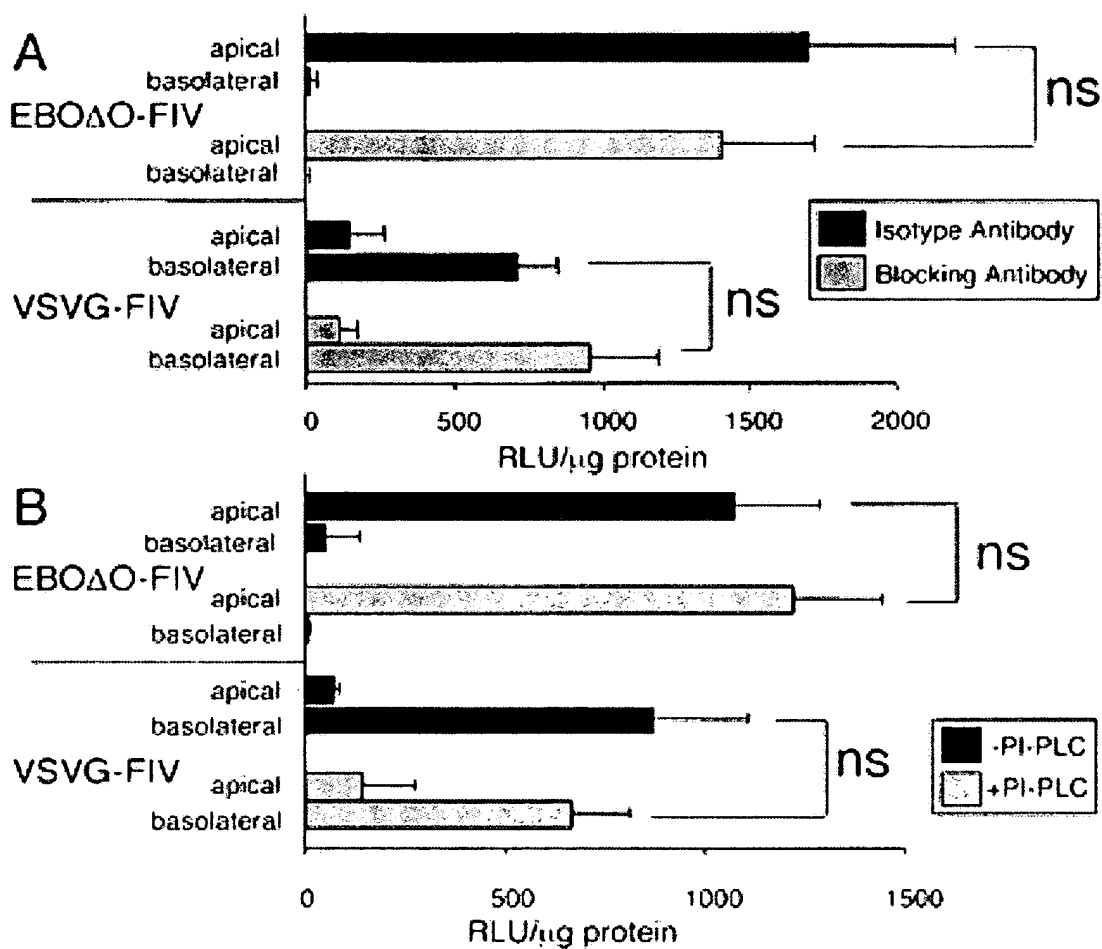 A
apical
basolateral
EBOΔO-FIV
apical
basolateral
ns
apical
basolateral
VSVG-FIV
apical
basolateral
ns
Isotype Antibody
Blocking Antibody
0 500 1000 1500 2000
RLU/μg protein
B
apical
basolateral
EBOΔO-FIV
apical
basolateral
ns
apical
basolateral
VSVG-FIV
apical
basolateral
ns
-PI-PLC
+PI-PLC
0 500 1000 1500
RLU/μg protein